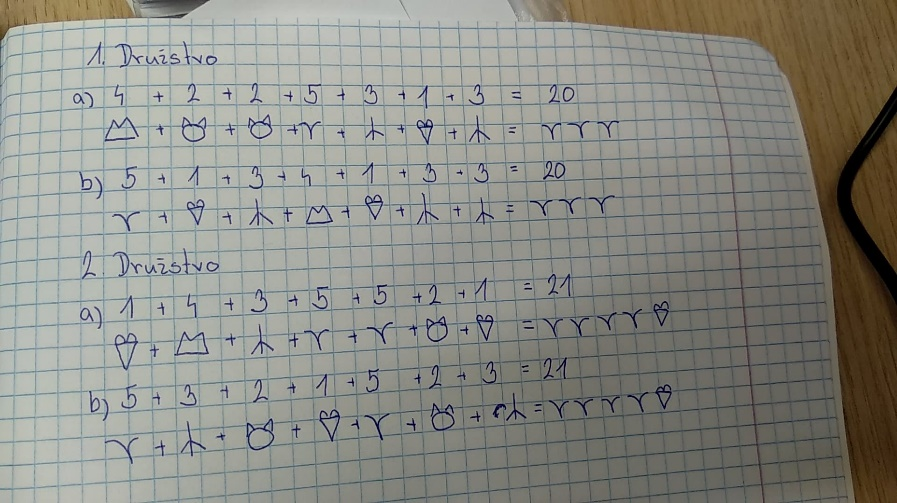 1. Družstvo
a) 4 + 2 + 2 + 5 + 3 + 1 + 3 = 20
+ + + + + + =
b) 5 + 1 + 3 + 4 + 1 + 3 + 3 = 20
+ + + + + + =
2. Družstvo
a) 1 + 4 + 3 + 5 + 5 + 2 + 1 = 21
♡ + + + + + + ♡ = ♡
b) 5 + 3 + 2 + 1 + 5 + 2 + 3 = 21
+ + + ♡ + + + = ♡